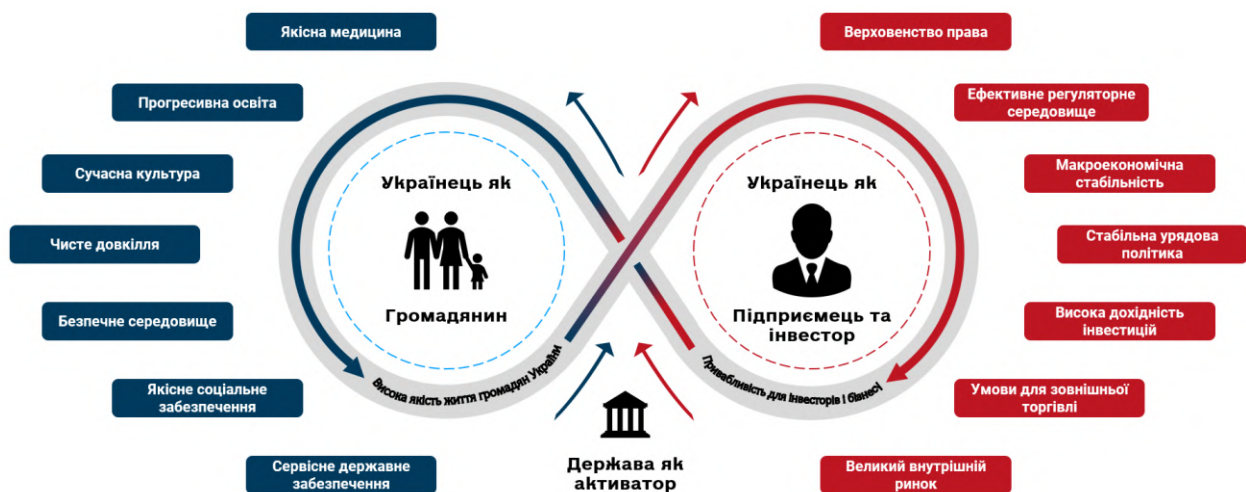 Якісна медицина
Прогресивна освіта
Сучасна культура
Чисте довкілля
Безпечне середовище
Якісне соціальне
забезпечення
Сервісне державне
забезпечення
Українець як
Громадянин
Висока якість життя громадян України
Українець як
Підприємець та
інвестор
Привабливість для інвесторів і бізнесу
Держава як
активатор
Верховенство права
Ефективне регуляторне
середовище
Макроекономічна
стабільність
Стабільна урядова
політика
Висока дохідність
інвестицій
Умови для зовнішньої
торгівлі
Великий внутрішній
ринок